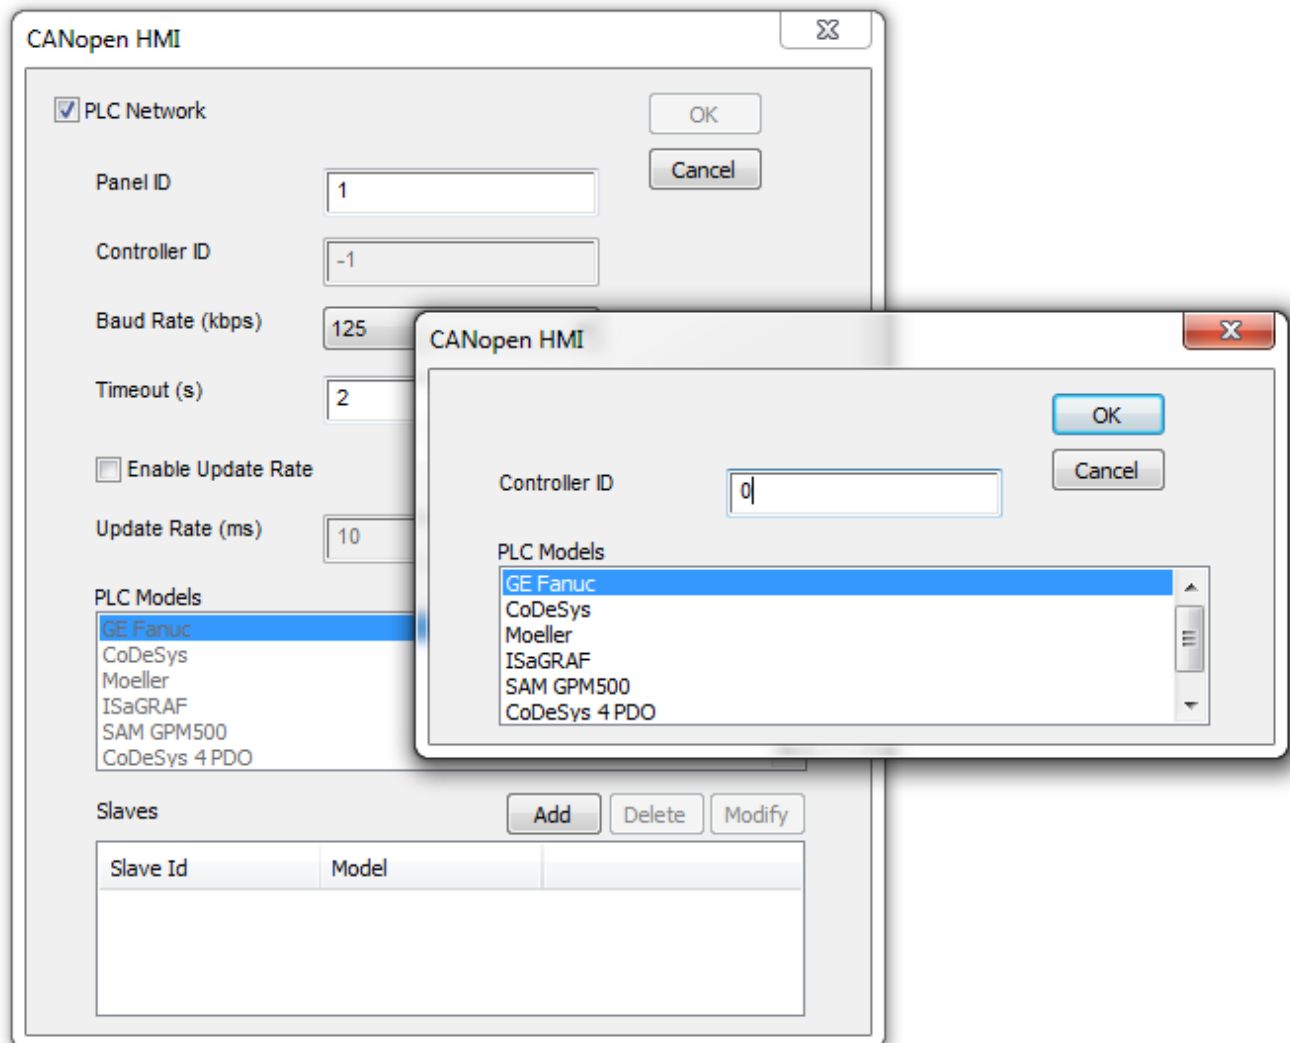 CANopen HMI
PLC Network
OK
Cancel
Panel ID
1
Controller ID
-1
Baud Rate (kbps)
125
Timeout (s)
2
Enable Update Rate
Update Rate (ms)
10
PLC Models
GE Fanuc
CoDeSys
Moeller
ISaGRAF
SAM GPM500
CoDeSys 4 PDO
Slaves
Add
Delete
Modify
Slave Id
Model
CANopen HMI
OK
Cancel
Controller ID
0
PLC Models
GE Fanuc
CoDeSys
Moeller
ISaGRAF
SAM GPM500
CoDeSys 4 PDO